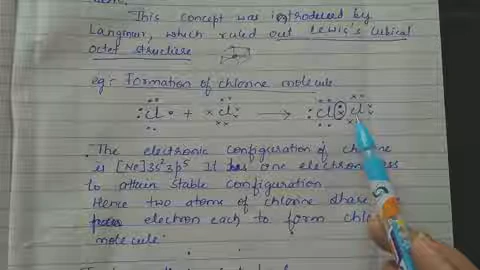 This concept was introduced by
Langmuir, which ruled out Lewis's Cubical
octet structure
eg:- Formation of chlorine molecule
Cl + Cl → Cl Cl
The electronic configuration of chlorine
is [Ne]3s²3p⁵ It has one electron less
to attain stable configuration
Hence two atoms of chlorine share
electron each to form
molecule